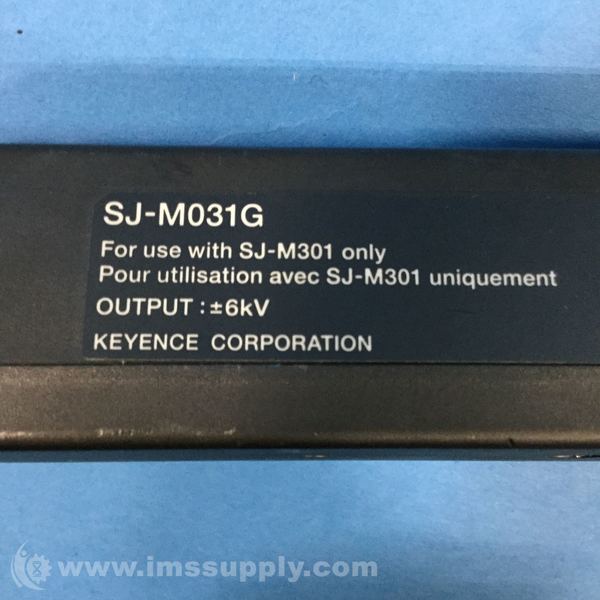 SJ-M031G
For use with SJ-M301 only
Pour utilisation avec SJ-M301 uniquement
OUTPUT : ±6kV
KEYENCE CORPORATION
www.imssupply.com